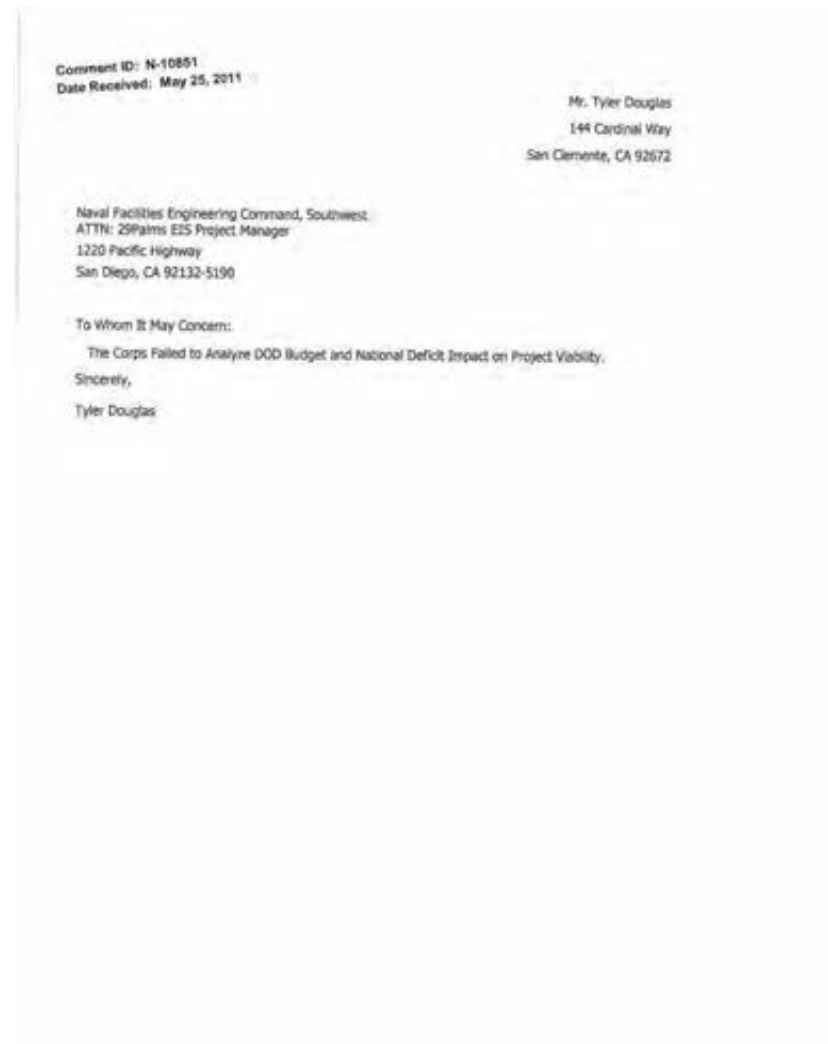 Comment ID: N-10851
Date Received: May 25, 2011
Mr. Tyler Douglas
144 Cardinal Way
San Clemente, CA 92672
Naval Facilities Engineering Command, Southwest
ATTN: 29Palms EIS Project Manager
1220 Pacific Highway
San Diego, CA 92132-5190
To Whom It May Concern:
The Corps Failed to Analyze DOD Budget and National Deficit Impact on Project Viability.
Sincerely,
Tyler Douglas